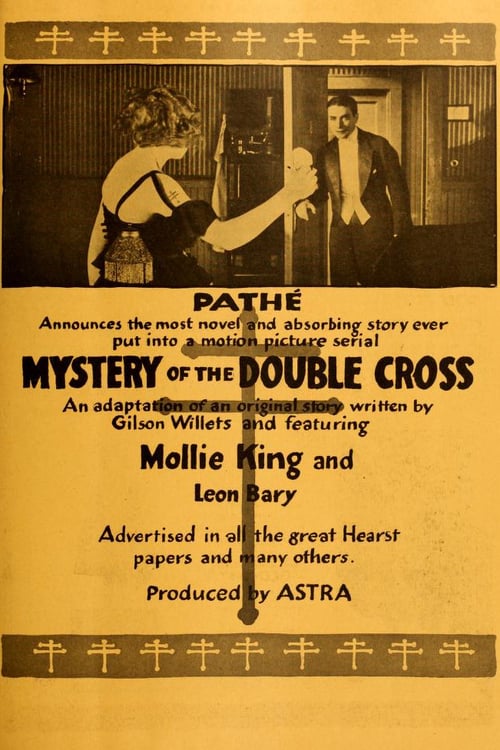 PATHÉ
Announces the most novel and absorbing story ever
put into a motion picture serial
MYSTERY OF THE DOUBLE CROSS
An adaptation of an original story written by
Gilson Willets and featuring
Mollie King and
Leon Bary
Advertised in all the great Hearst
papers and many others.
Produced by ASTRA